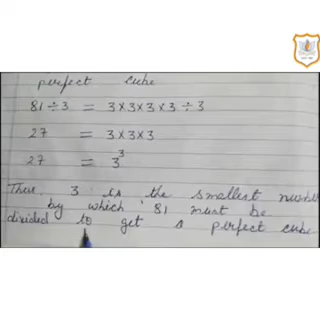 perfect cube
81 ÷ 3 = 3 × 3 × 3 × 3 ÷ 3
27 = 3 × 3 × 3
27 = 3³
Thus 3 is the smallest number
by which 81 must be
divided to get a perfect cube